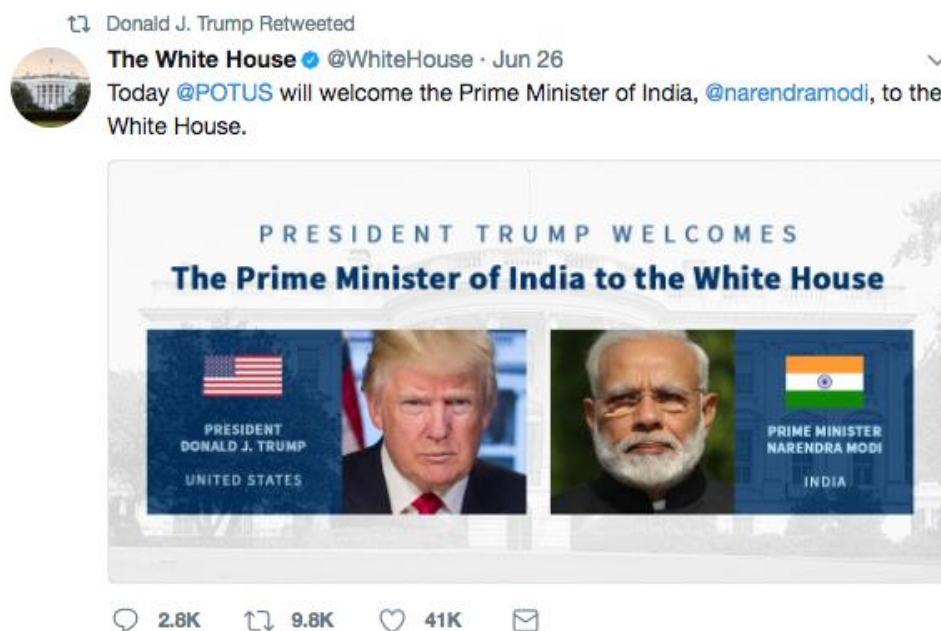 Donald J. Trump Retweeted
The White House @WhiteHouse · Jun 26
Today @POTUS will welcome the Prime Minister of India, @narendramodi, to the
White House.
PRESIDENT TRUMP WELCOMES
The Prime Minister of India to the White House
PRESIDENT
DONALD J. TRUMP
UNITED STATES
PRIME MINISTER
NARENDRA MODI
INDIA
2.8K 9.8K 41K